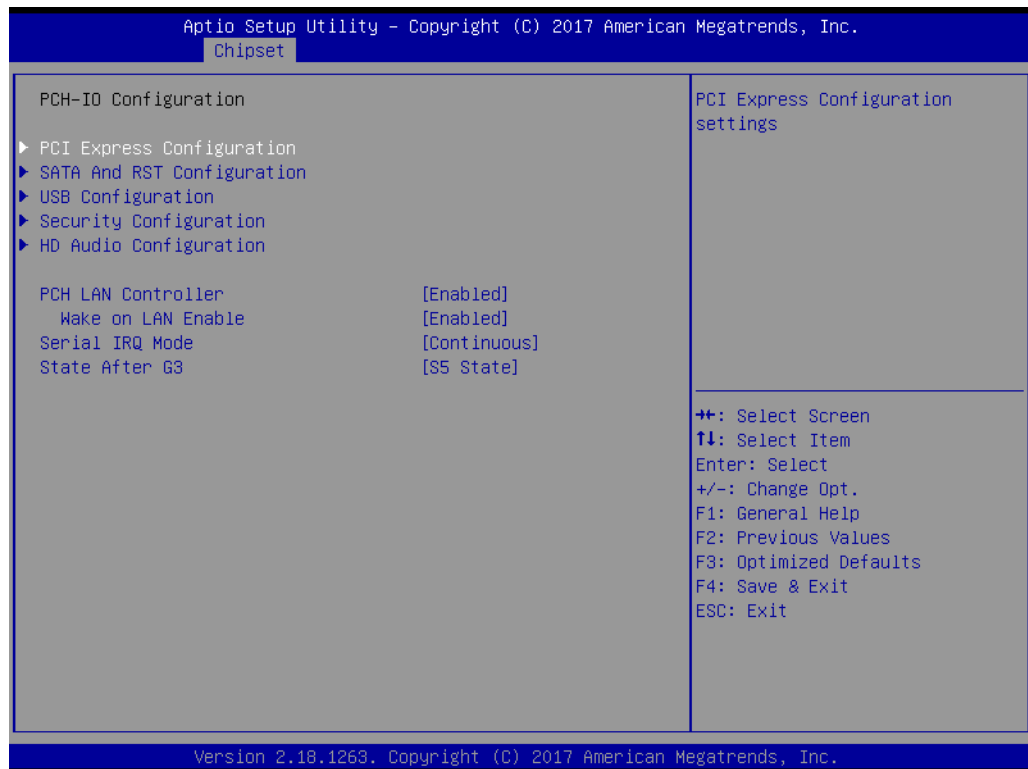 Aptio Setup Utility – Copyright (C) 2017 American Megatrends, Inc.
Chipset
PCH-IO Configuration
PCI Express Configuration
SATA And RST Configuration
USB Configuration
Security Configuration
HD Audio Configuration
PCH LAN Controller [Enabled]
Wake on LAN Enable [Enabled]
Serial IRQ Mode [Continuous]
State After G3 [S5 State]
PCI Express Configuration
settings
→←: Select Screen
↑↓: Select Item
Enter: Select
+/-: Change Opt.
F1: General Help
F2: Previous Values
F3: Optimized Defaults
F4: Save & Exit
ESC: Exit
Version 2.18.1263. Copyright (C) 2017 American Megatrends, Inc.